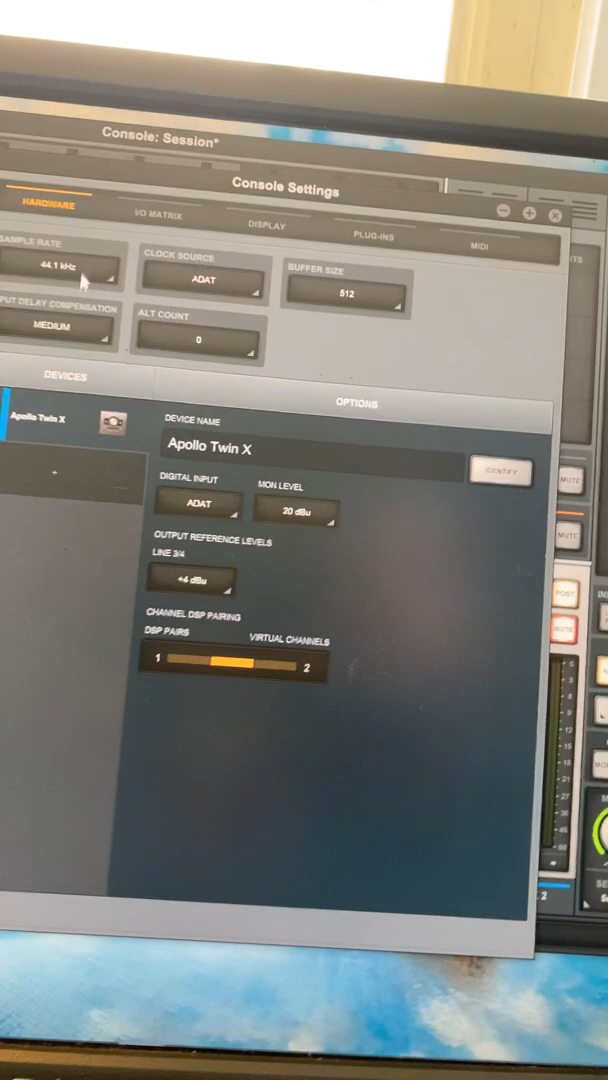 Console: Session*
Console Settings
HARDWARE
I/O MATRIX
DISPLAY
PLUG-INS
MIDI
SAMPLE RATE
44.1 kHz
CLOCK SOURCE
ADAT
BUFFER SIZE
512
PUT DELAY COMPENSATION
MEDIUM
ALT COUNT
0
DEVICES
OPTIONS
Apollo Twin X
+
DEVICE NAME
Apollo Twin X
IDENTIFY
DIGITAL INPUT
ADAT
MON LEVEL
20 dBu
OUTPUT REFERENCE LEVELS
LINE 3/4
+4 dBu
CHANNEL DSP PAIRING
DSP PAIRS
VIRTUAL CHANNELS
1
2
MUTE
MUTE
POST
MUTE
2